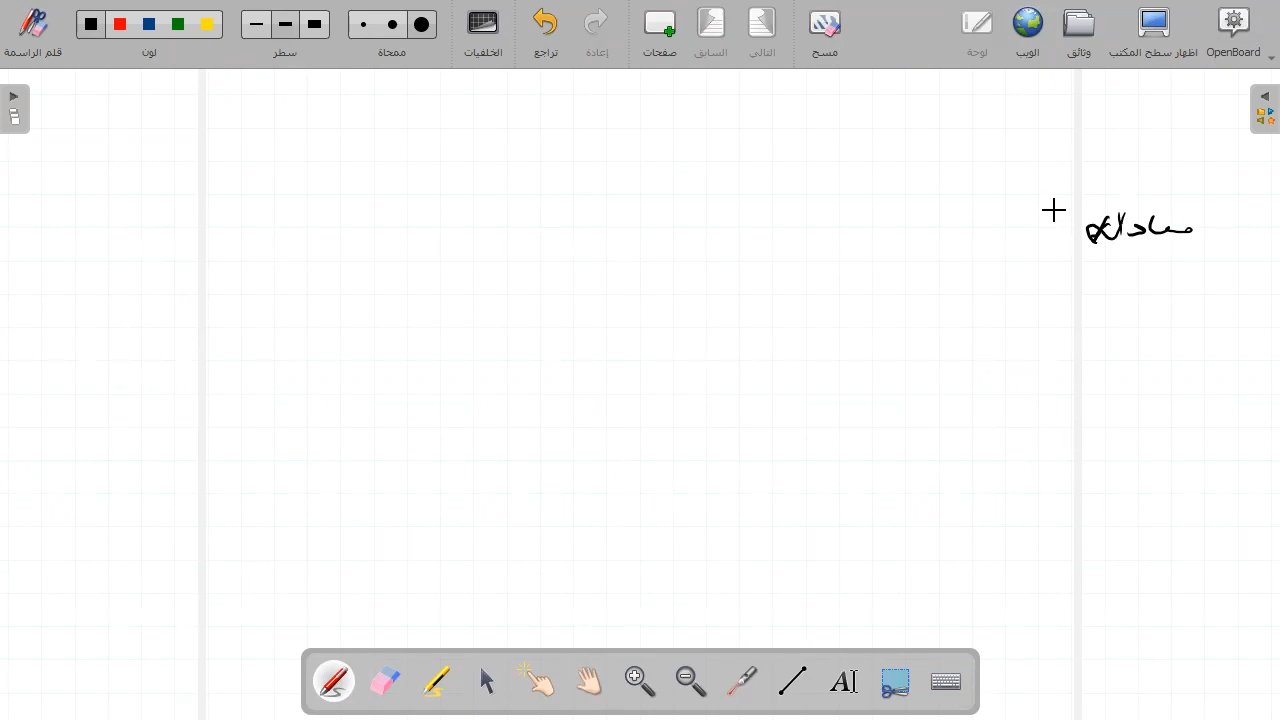 قلم الراسمة
لون
سطر
ممحاة
الخلفيات
تراجع
إعادة
صفحات
السابق
التالي
مسح
لوحة
الويب
وثائق
اظهار سطح المكتب
OpenBoard
AI